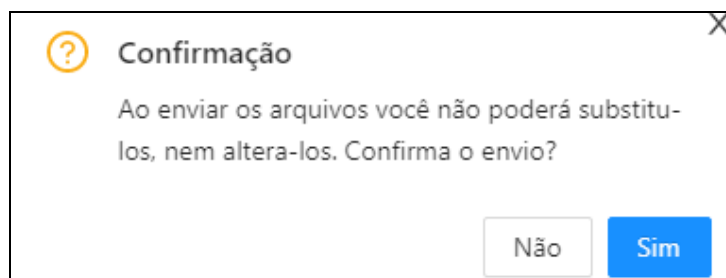 Confirmação
Ao enviar os arquivos você não poderá substitu-
los, nem altera-los. Confirma o envio?
Não
Sim